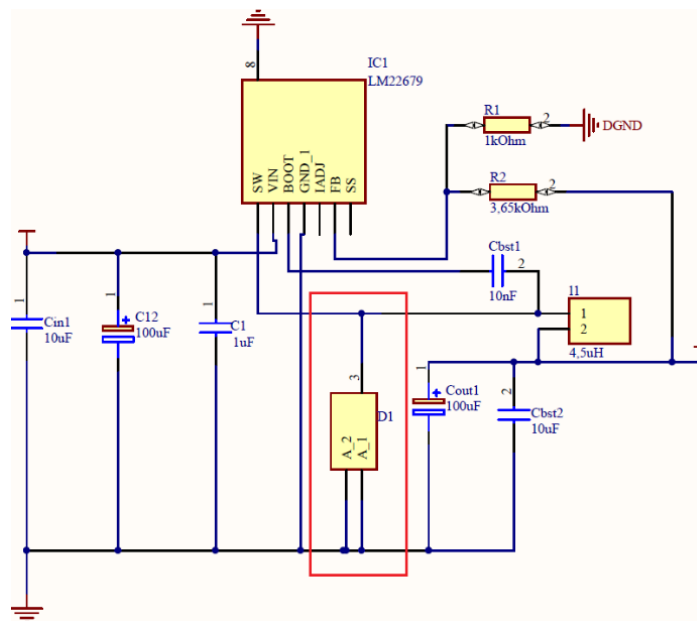 8
IC1
LM22679
SW
VIN
BOOT
GND_1
IADJ
FB
SS
R1
2
1kOhm
DGND
R2
2
3,65kOhm
Cbst1
2
10nF
l1
1
2
4,5uH
1
Cin1
10uF
1
+
C12
100uF
1
C1
1uF
3
D1
A_2
A_1
1
+
Cout1
100uF
2
Cbst2
10uF